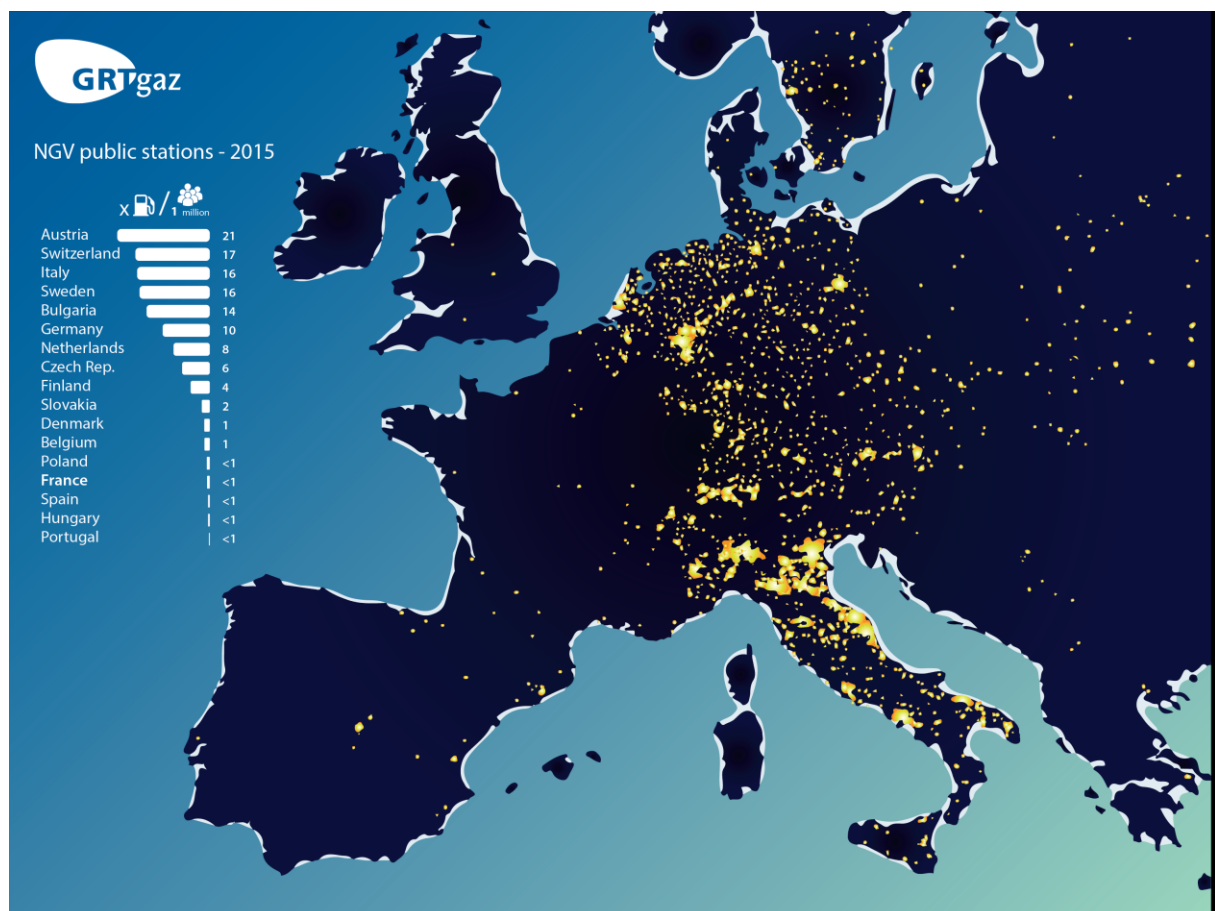 GRTgaz
NGV public stations - 2015
x / 1 million
Austria 21
Switzerland 17
Italy 16
Sweden 16
Bulgaria 14
Germany 10
Netherlands 8
Czech Rep. 6
Finland 4
Slovakia 2
Denmark 1
Belgium 1
Poland <1
France <1
Spain <1
Hungary <1
Portugal <1